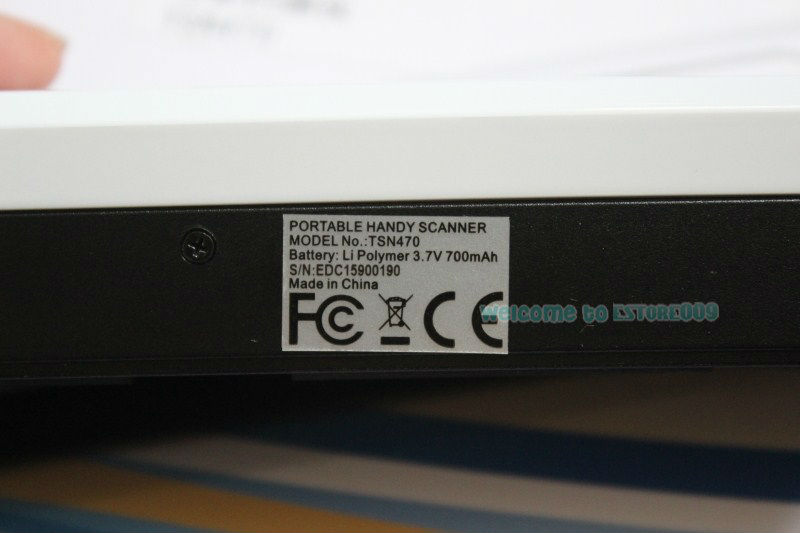 PORTABLE HANDY SCANNER
MODEL No.:TSN470
Battery: Li Polymer 3.7V 700mAh
S/N:EDC15900190
Made in China
FC CE
welcome to ESTORE009